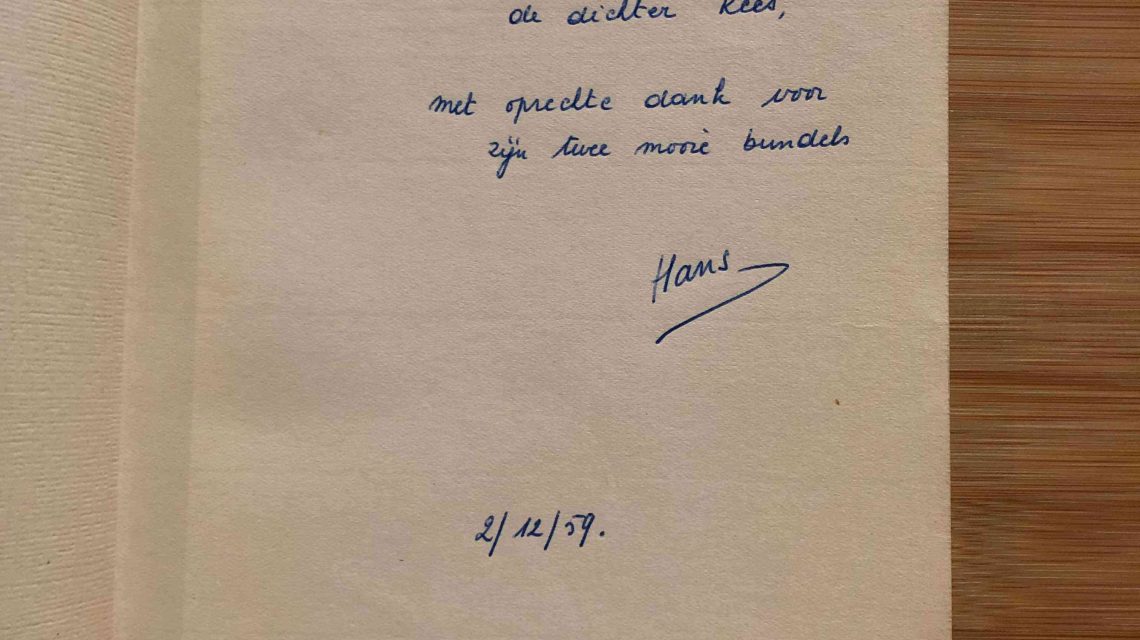 de dichter Kees,
met oprechte dank voor
zijn twee mooie bundels
Hans
2/12/59.